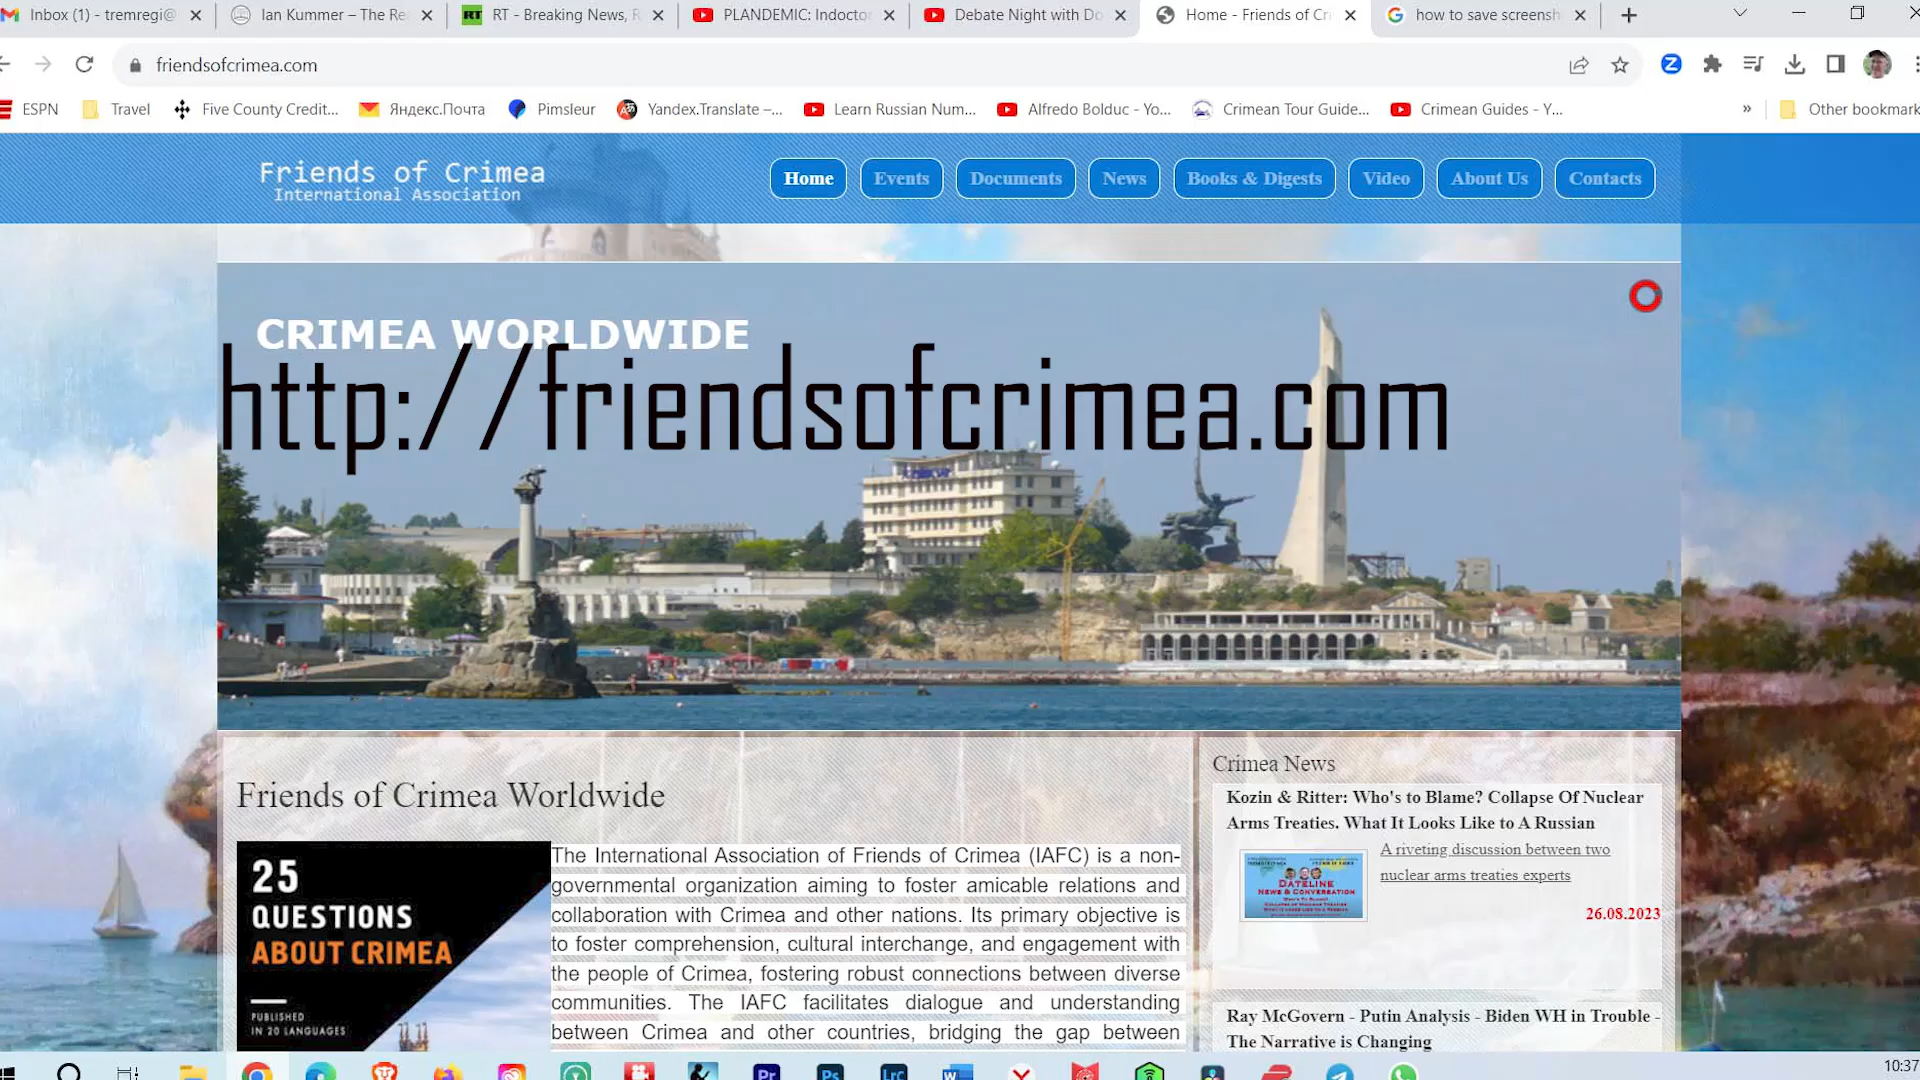 Inbox (1) - tremregi@
Ian Kummer – The Re
RT - Breaking News, R
PLANDEMIC: Indoctor
Debate Night with Do
Home - Friends of Cri
how to save screensh
friendsofcrimea.com
ESPN
Travel
Five County Credit...
Яндекс.Почта
Pimsleur
Yandex.Translate –...
Learn Russian Num...
Alfredo Bolduc - Yo...
Crimean Tour Guide...
Crimean Guides - Y...
»
Other bookmark
Friends of Crimea
International Association
Home
Events
Documents
News
Books & Digests
Video
About Us
Contacts
CRIMEA WORLDWIDE
http://friendsofcrimea.com
Friends of Crimea Worldwide
25
QUESTIONS
ABOUT CRIMEA
PUBLISHED
IN 20 LANGUAGES
The International Association of Friends of Crimea (IAFC) is a non-
governmental organization aiming to foster amicable relations and
collaboration with Crimea and other nations. Its primary objective is
to foster comprehension, cultural interchange, and engagement with
the people of Crimea, fostering robust connections between diverse
communities. The IAFC facilitates dialogue and understanding
between Crimea and other countries, bridging the gap between
Crimea News
Kozin & Ritter: Who's to Blame? Collapse Of Nuclear
Arms Treaties. What It Looks Like to A Russian
DATELINE
NEWS & CONVERSATION
A riveting discussion between two
nuclear arms treaties experts
26.08.2023
Ray McGovern - Putin Analysis - Biden WH in Trouble -
The Narrative is Changing
10:37